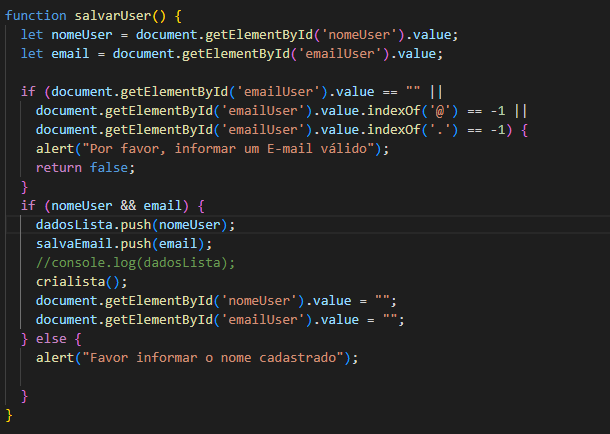 function salvarUser() {
let nomeUser = document.getElementById('nomeUser').value;
let email = document.getElementById('emailUser').value;
if (document.getElementById('emailUser').value == "" ||
document.getElementById('emailUser').value.indexOf('@') == -1 ||
document.getElementById('emailUser').value.indexOf('.') == -1) {
alert("Por favor, informar um E-mail válido");
return false;
}
if (nomeUser && email) {
dadosLista.push(nomeUser);
salvaEmail.push(email);
//console.log(dadosLista);
crialista();
document.getElementById('nomeUser').value = "";
document.getElementById('emailUser').value = "";
} else {
alert("Favor informar o nome cadastrado");
}
}